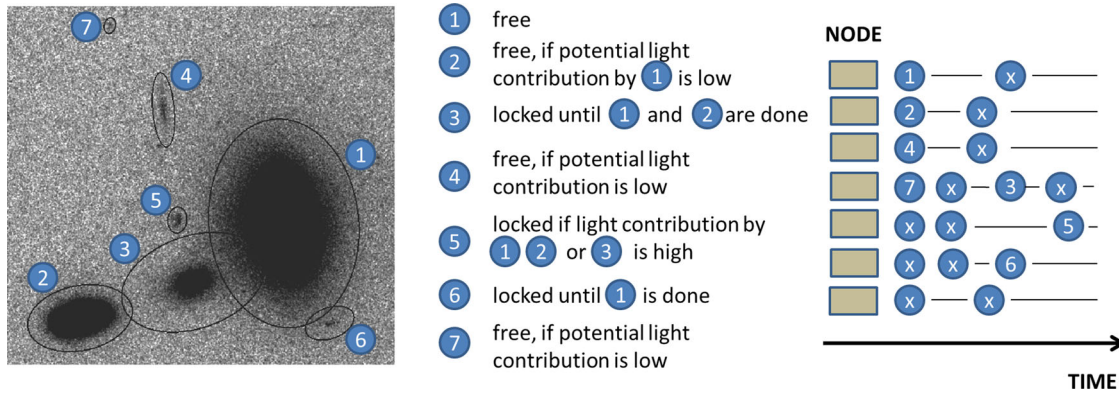 7
4
1
5
3
2
6
1 free
2 free, if potential light
contribution by 1 is low
3 locked until 1 and 2 are done
4 free, if potential light
contribution is low
5 locked if light contribution by
1 2 or 3 is high
6 locked until 1 is done
7 free, if potential light
contribution is low
NODE
1 x
2 x
4 x
7 x 3 x
x x 5
x x 6
x x
TIME